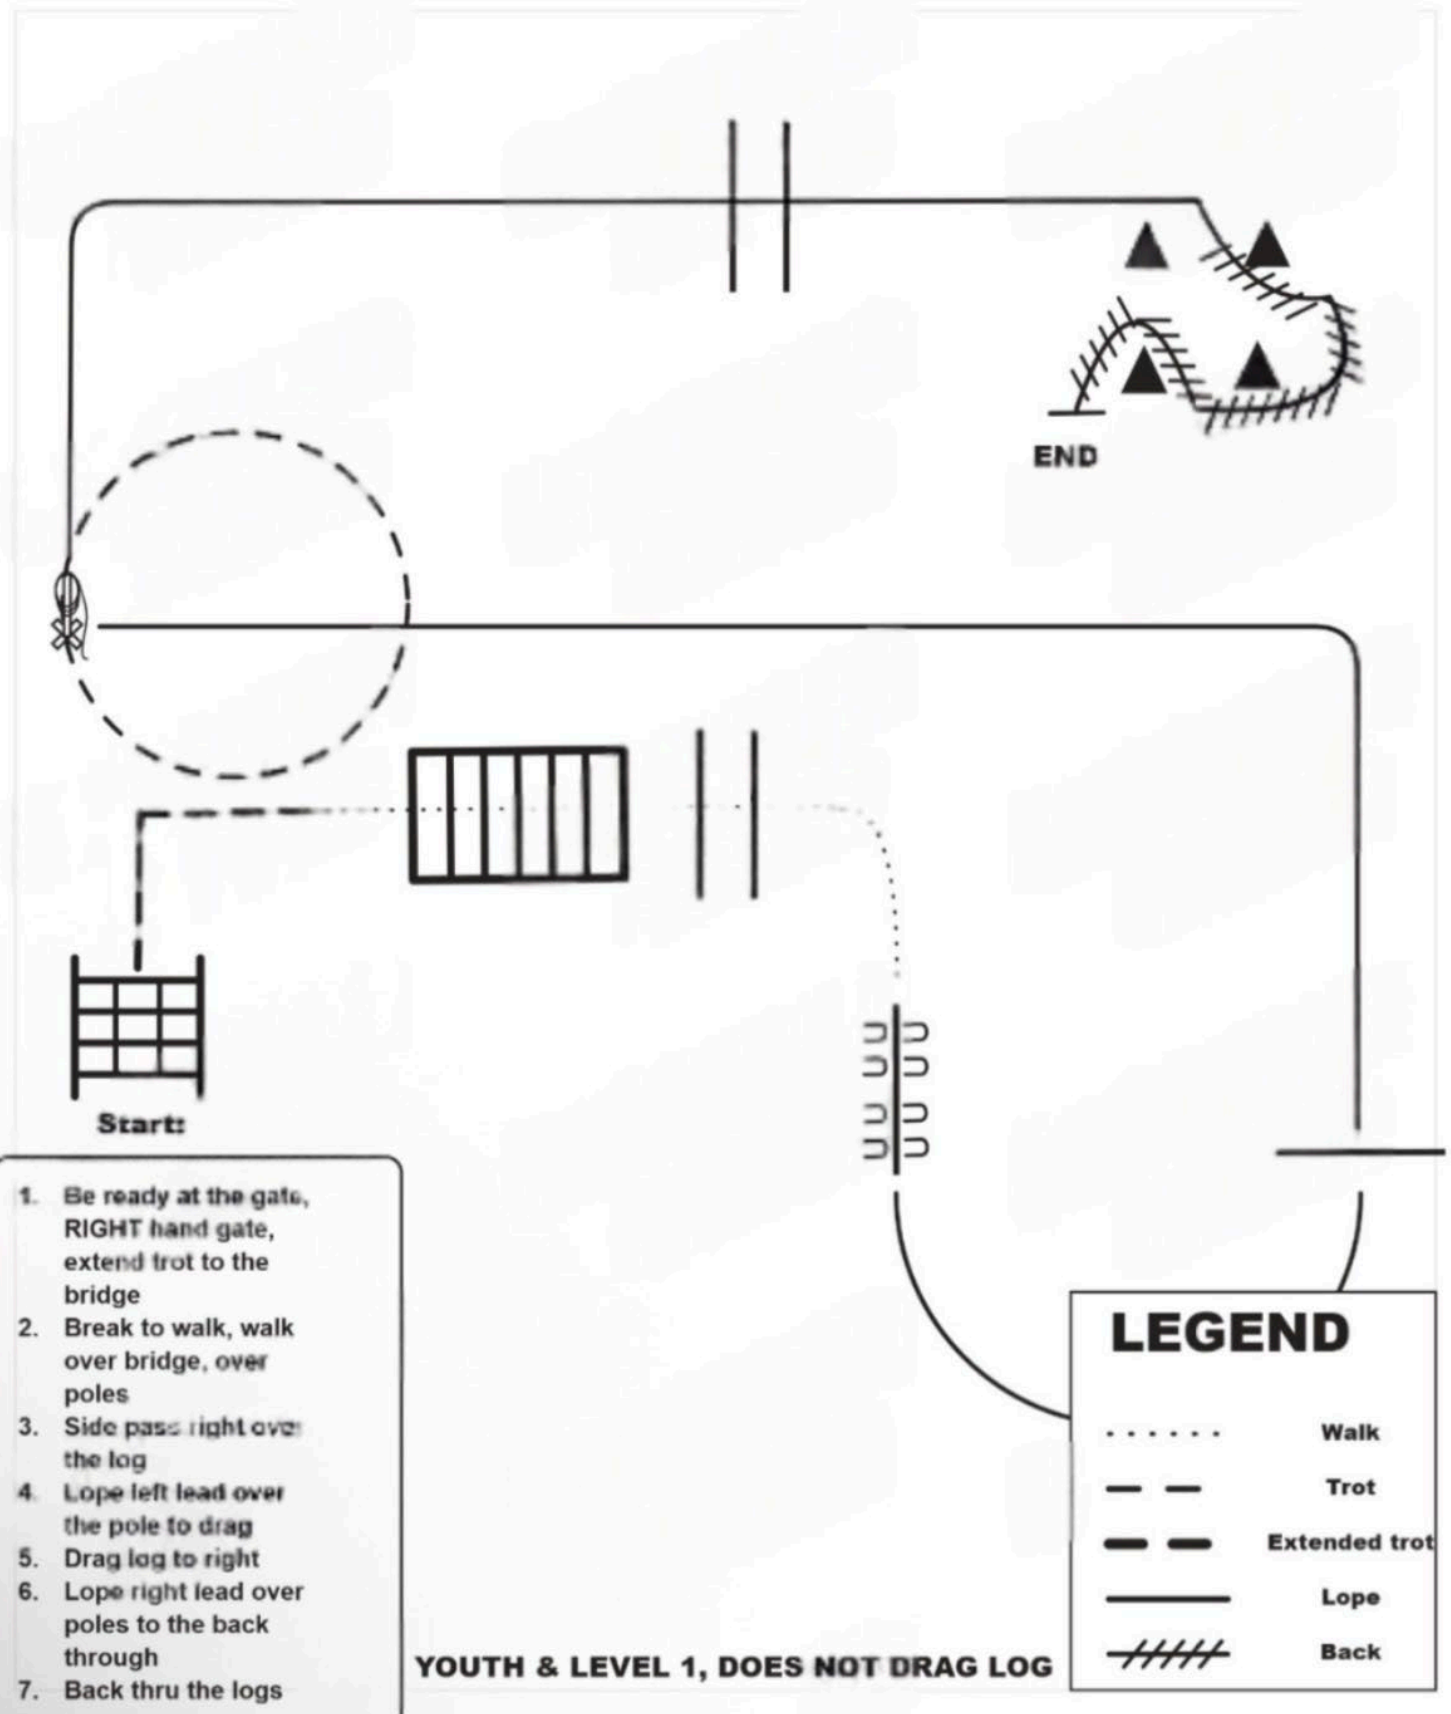 END
Start:
1. Be ready at the gate,
RIGHT hand gate,
extend trot to the
bridge
2. Break to walk, walk
over bridge, over
poles
3. Side pass right over
the log
4. Lope left lead over
the pole to drag
5. Drag log to right
6. Lope right lead over
poles to the back
through
7. Back thru the logs
YOUTH & LEVEL 1, DOES NOT DRAG LOG
LEGEND
Walk
Trot
Extended trot
Lope
Back